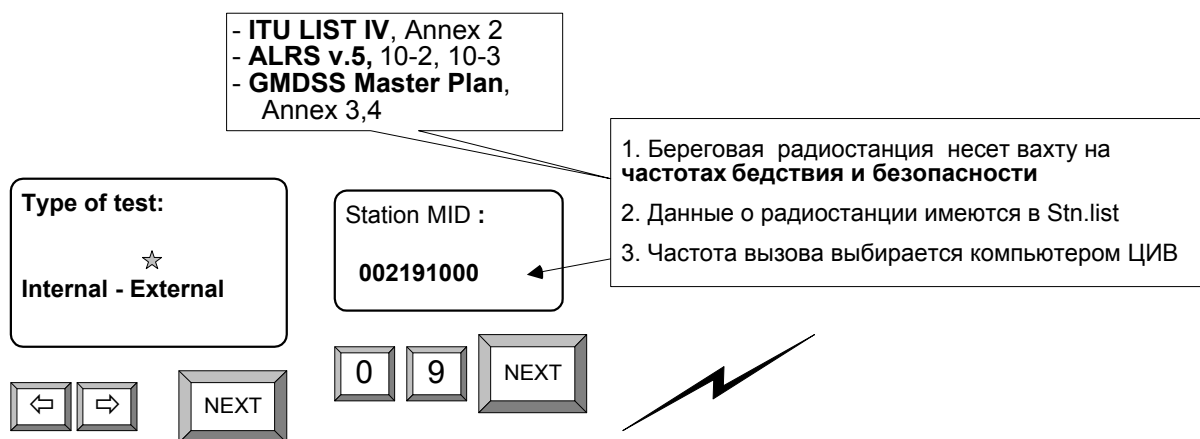 - ITU LIST IV, Annex 2
- ALRS v.5, 10-2, 10-3
- GMDSS Master Plan,
Annex 3,4
1. Береговая радиостанция несет вахту на
частотах бедствия и безопасности
2. Данные о радиостанции имеются в Stn.list
3. Частота вызова выбирается компьютером ЦИВ
Type of test:
Internal - External
NEXT
Station MID :
002191000
0 9 NEXT